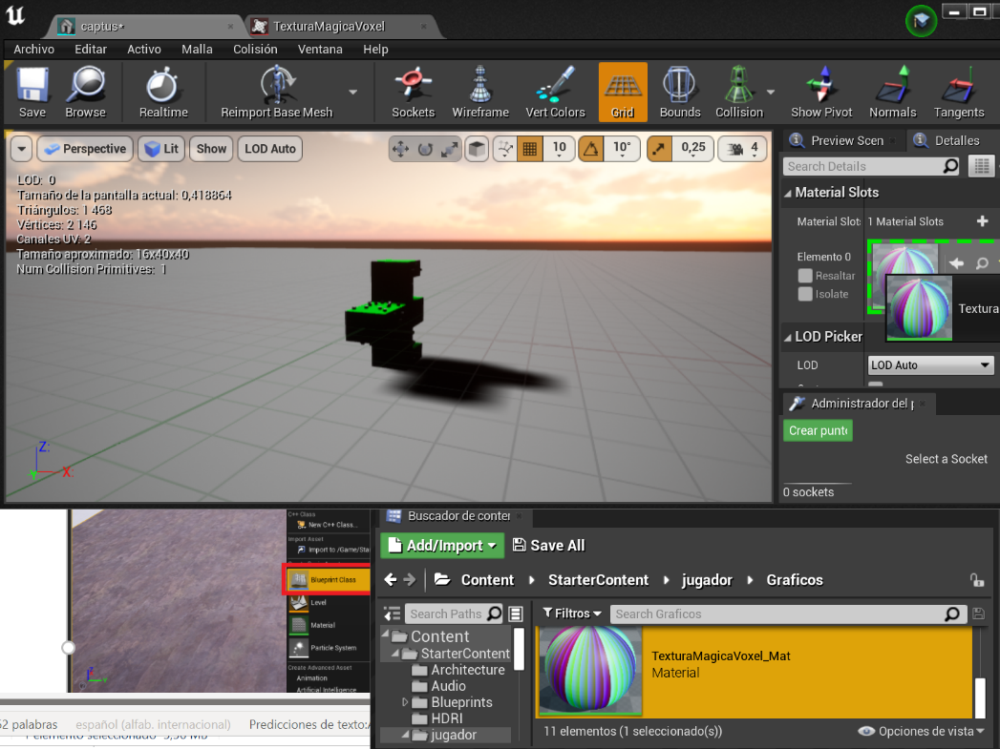 captus*
TexturaMagicaVoxel
Archivo Editar Activo Malla Colisión Ventana Help
Save Browse Realtime Reimport Base Mesh Sockets Wireframe Vert Colors Grid Bounds Collision Show Pivot Normals Tangents
Perspective Lit Show LOD Auto 10 10° 0,25 4
LOD: 0
Tamaño de la pantalla actual: 0,418864
Triángulos: 1 468
Vértices: 2 146
Canales UV: 2
Tamaño aproximado: 16x40x40
Num Collision Primitives: 1
Z:
X:
Preview Scen Detalles
Search Details
Material Slots
Material Slots 1 Material Slots
Elemento 0
Resaltar
Isolate
Textura
LOD Picker
LOD LOD Auto
Administrador del
Crear punto
Select a Socket
0 sockets
C++ Class
New C++ Class...
Import Asset
Import to /Game/Star
Blueprint Class
Level
Material
Particle System
Create Advanced Asset
Animation
Artificial Intelligence
52 palabras español (alfab. internacional) Predicciones de texto:
1 elemento seleccionado
Buscador de conten
Add/Import Save All
Content StarterContent jugador Graficos
Search Paths Filtros Search Graficos
Content
StarterContent
Architecture
Audio
Blueprints
HDRI
jugador
TexturaMagicaVoxel_Mat
Material
11 elementos (1 seleccionado(s)) Opciones de vista